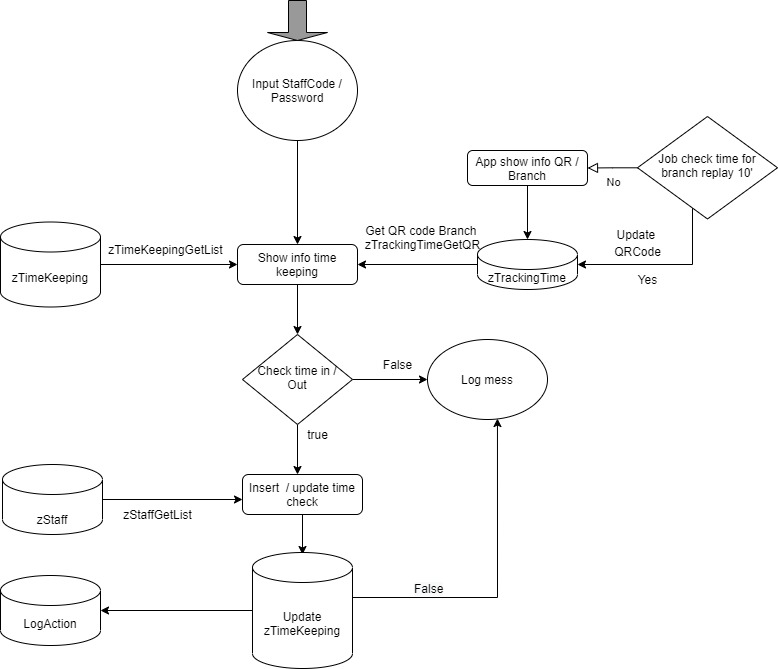 Input StaffCode /
Password
App show info QR /
Branch
Job check time for
branch replay 10'
No
Get QR code Branch
zTrackingTimeGetQR
Update
QRCode
Yes
zTimeKeepingGetList
zTimeKeeping
Show info time
keeping
zTrackingTime
Check time in /
Out
False
Log mess
true
Insert / update time
check
zStaff
zStaffGetList
False
Update
zTimeKeeping
LogAction